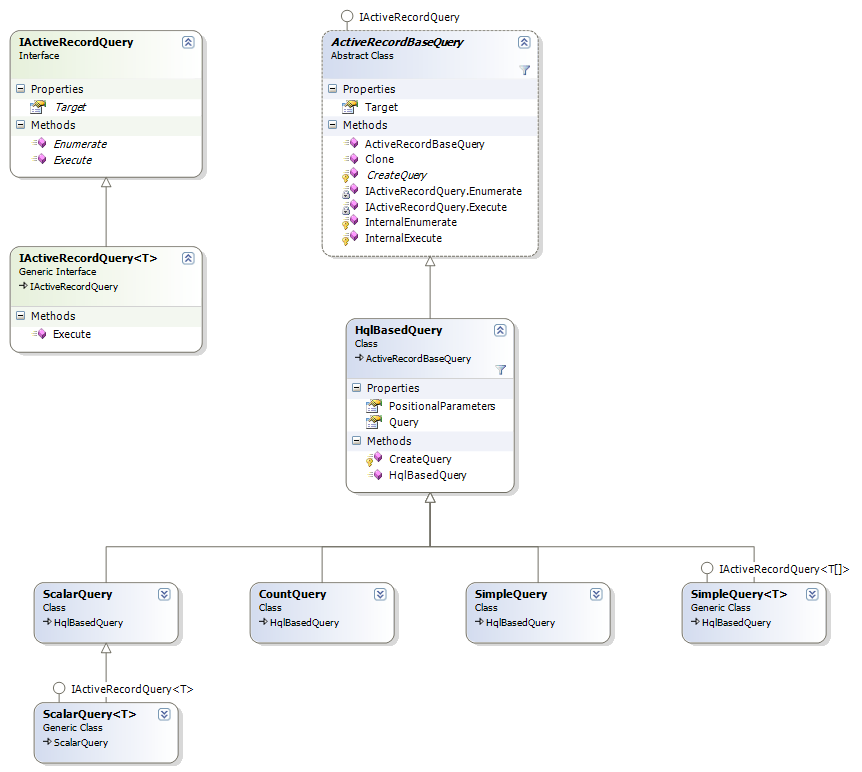 IActiveRecordQuery
Interface
Properties
Target
Methods
Enumerate
Execute
IActiveRecordQuery<T>
Generic Interface
IActiveRecordQuery
Methods
Execute
IActiveRecordQuery
ActiveRecordBaseQuery
Abstract Class
Properties
Target
Methods
ActiveRecordBaseQuery
Clone
CreateQuery
IActiveRecordQuery.Enumerate
IActiveRecordQuery.Execute
InternalEnumerate
InternalExecute
HqlBasedQuery
Class
ActiveRecordBaseQuery
Properties
PositionalParameters
Query
Methods
CreateQuery
HqlBasedQuery
ScalarQuery
Class
HqlBasedQuery
CountQuery
Class
HqlBasedQuery
SimpleQuery
Class
HqlBasedQuery
IActiveRecordQuery<T[]>
SimpleQuery<T>
Generic Class
HqlBasedQuery
IActiveRecordQuery<T>
ScalarQuery<T>
Generic Class
ScalarQuery